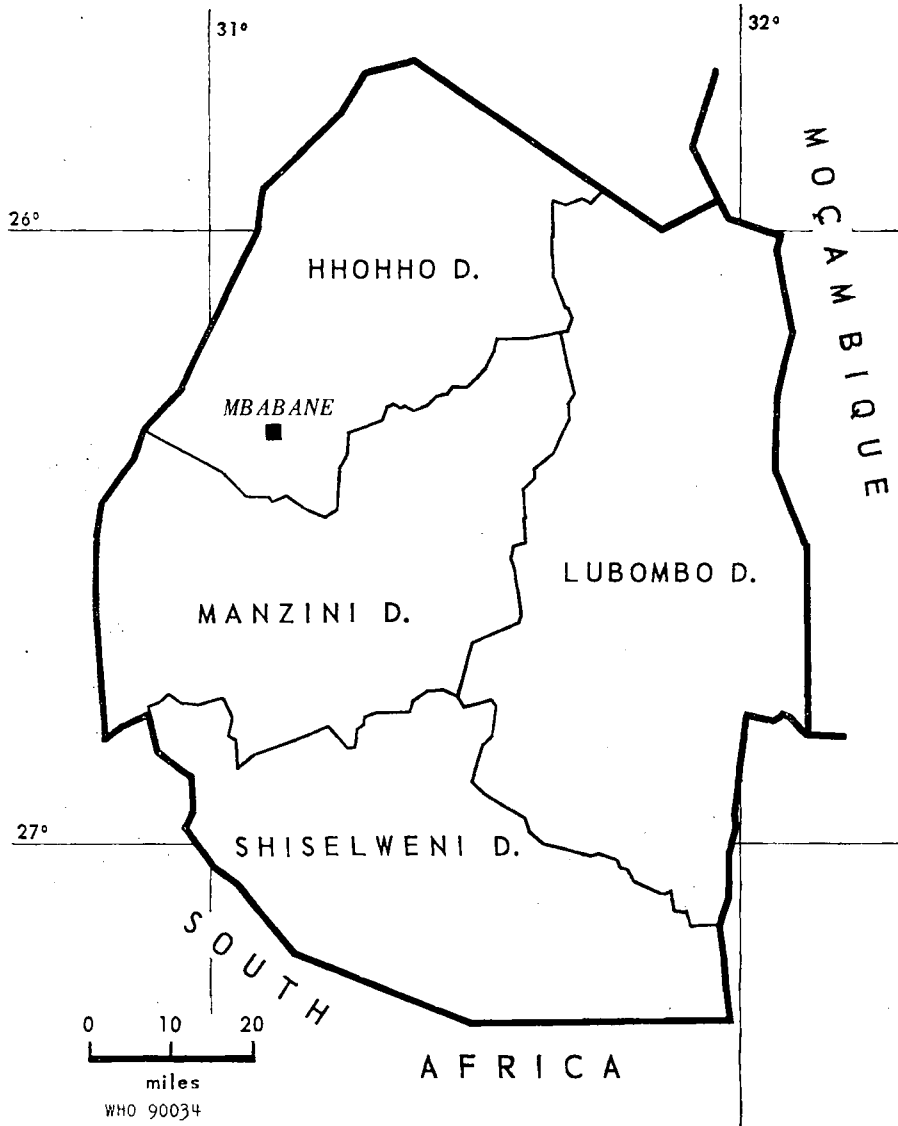 31°
32°
MOÇAMBIQUE
26°
HHOHHO D.
MBABANE
LUBOMBO D.
MANZINI D.
27°
SHISELWENI D.
SOUTH
AFRICA
0 10 20
miles
WHO 90034